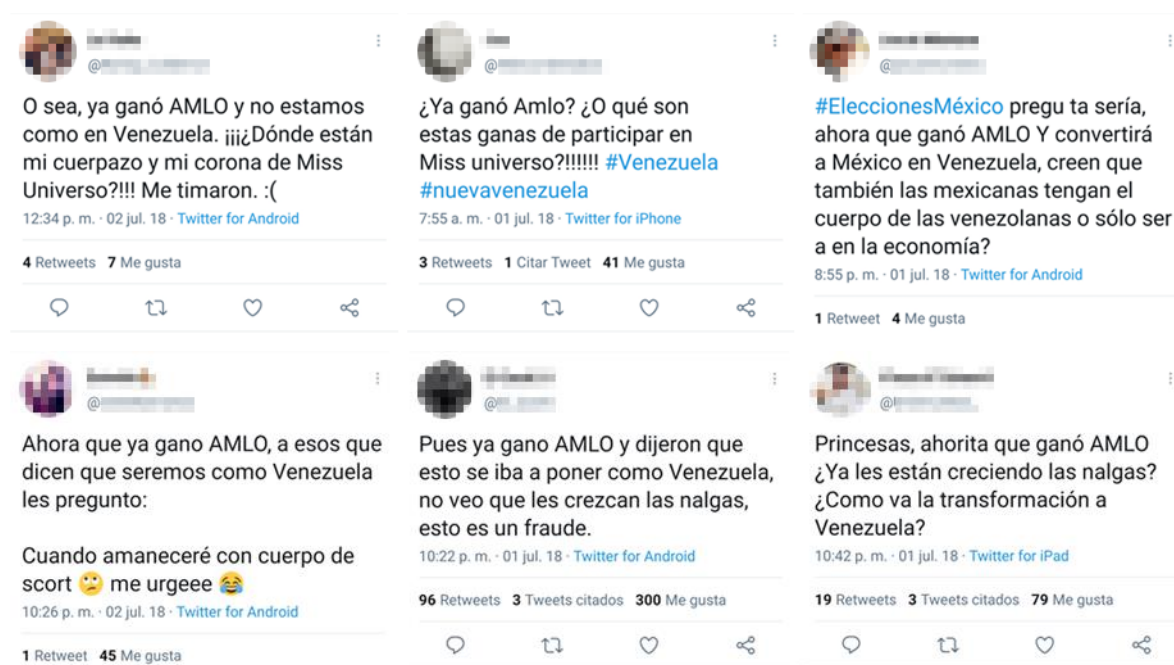 @
O sea, ya ganó AMLO y no estamos
como en Venezuela. ¡¡¡¿Dónde están
mi cuerpazo y mi corona de Miss
Universo?!!! Me timaron. :(
12:34 p. m. · 02 jul. 18 · Twitter for Android
4 Retweets 7 Me gusta
@
¿Ya ganó Amlo? ¿O qué son
estas ganas de participar en
Miss universo?!!!!!! #Venezuela
#nuevavenezuela
7:55 a. m. · 01 jul. 18 · Twitter for iPhone
3 Retweets 1 Citar Tweet 41 Me gusta
@
#EleccionesMéxico pregu ta sería,
ahora que ganó AMLO Y convertirá
a México en Venezuela, creen que
también las mexicanas tengan el
cuerpo de las venezolanas o sólo ser
a en la economía?
8:55 p. m. · 01 jul. 18 · Twitter for Android
1 Retweet 4 Me gusta
@
Ahora que ya gano AMLO, a esos que
dicen que seremos como Venezuela
les pregunto:
Cuando amaneceré con cuerpo de
scort 🙄 me urgeee 😂
10:26 p. m. · 02 jul. 18 · Twitter for Android
1 Retweet 45 Me gusta
@
Pues ya gano AMLO y dijeron que
esto se iba a poner como Venezuela,
no veo que les crezcan las nalgas,
esto es un fraude.
10:22 p. m. · 01 jul. 18 · Twitter for Android
96 Retweets 3 Tweets citados 300 Me gusta
@
Princesas, ahorita que ganó AMLO
¿Ya les están creciendo las nalgas?
¿Como va la transformación a
Venezuela?
10:42 p. m. · 01 jul. 18 · Twitter for iPad
19 Retweets 3 Tweets citados 79 Me gusta